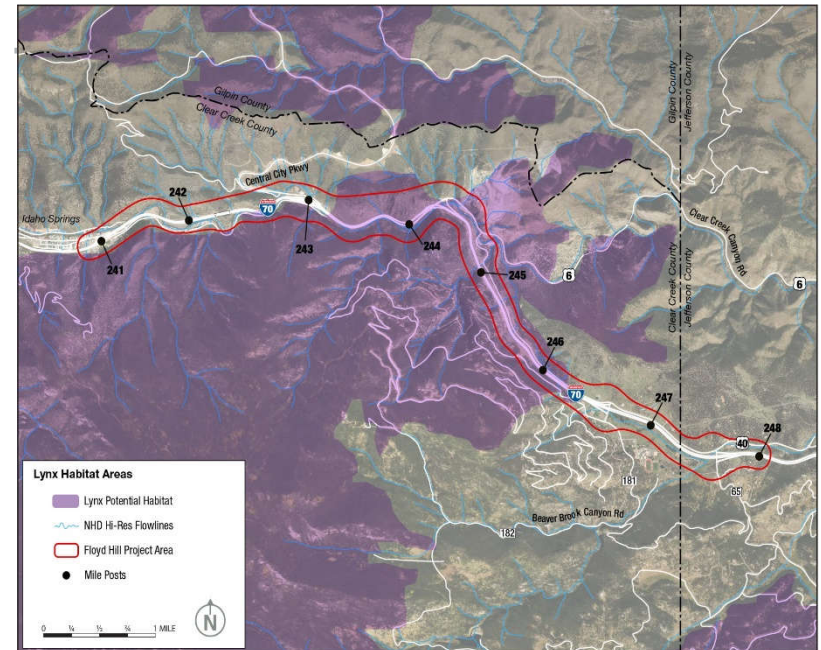 Gilpin County
Clear Creek County
Gilpin County
Jefferson County
Central City Pkwy
Idaho Springs
242
70
243
241
244
245
6
Clear Creek Canyon Rd
6
Clear Creek County
Jefferson County
246
70
247
40
248
181
65
Beaver Brook Canyon Rd
182
Lynx Habitat Areas
Lynx Potential Habitat
NHD Hi-Res Flowlines
Floyd Hill Project Area
Mile Posts
0 ¼ ½ ¾ 1 MILE
N